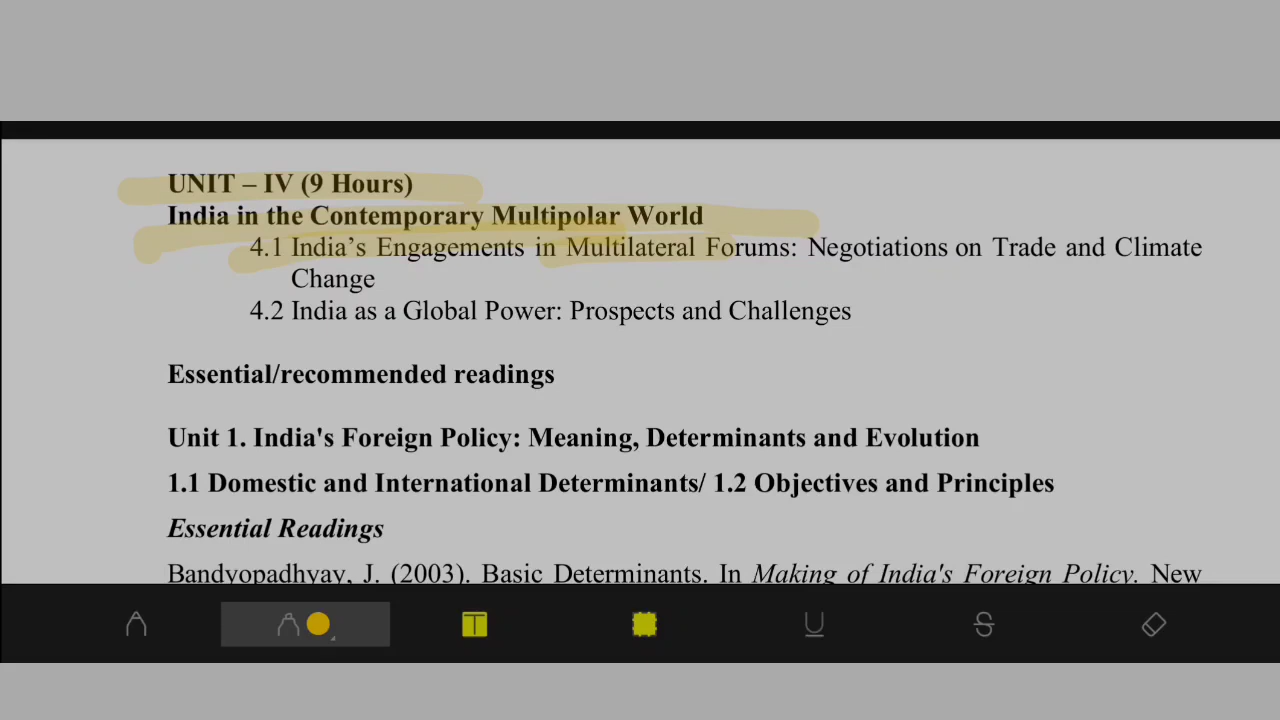 UNIT – IV (9 Hours)
India in the Contemporary Multipolar World
4.1 India’s Engagements in Multilateral Forums: Negotiations on Trade and Climate
Change
4.2 India as a Global Power: Prospects and Challenges
Essential/recommended readings
Unit 1. India's Foreign Policy: Meaning, Determinants and Evolution
1.1 Domestic and International Determinants/ 1.2 Objectives and Principles
Essential Readings
Bandyopadhyay, J. (2003). Basic Determinants. In Making of India's Foreign Policy. New